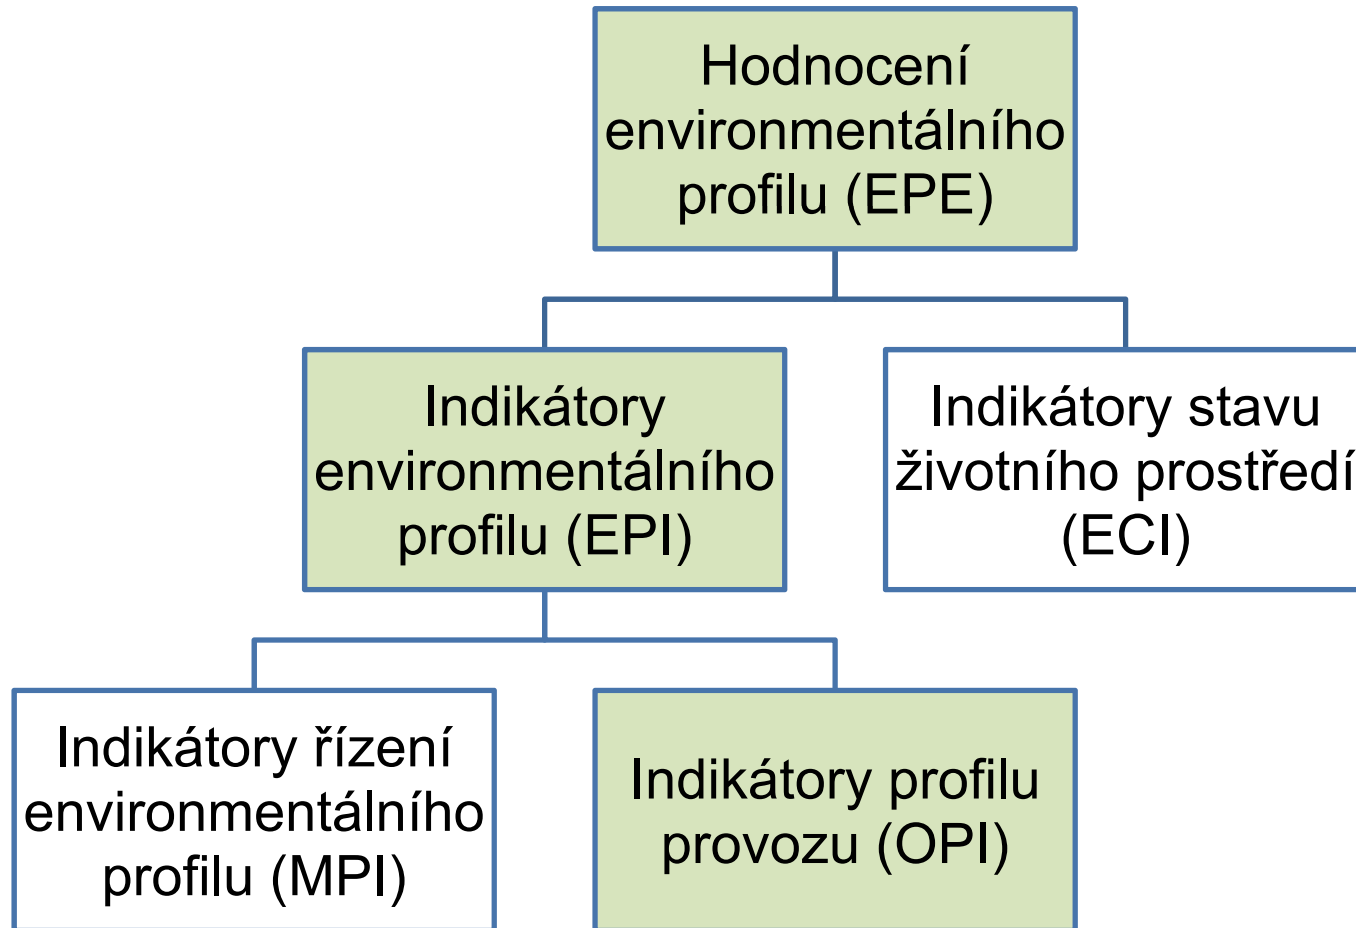 Hodnocení
environmentálního
profilu (EPE)
Indikátory
environmentálního
profilu (EPI)
Indikátory stavu
životního prostředí
(ECI)
Indikátory řízení
environmentálního
profilu (MPI)
Indikátory profilu
provozu (OPI)